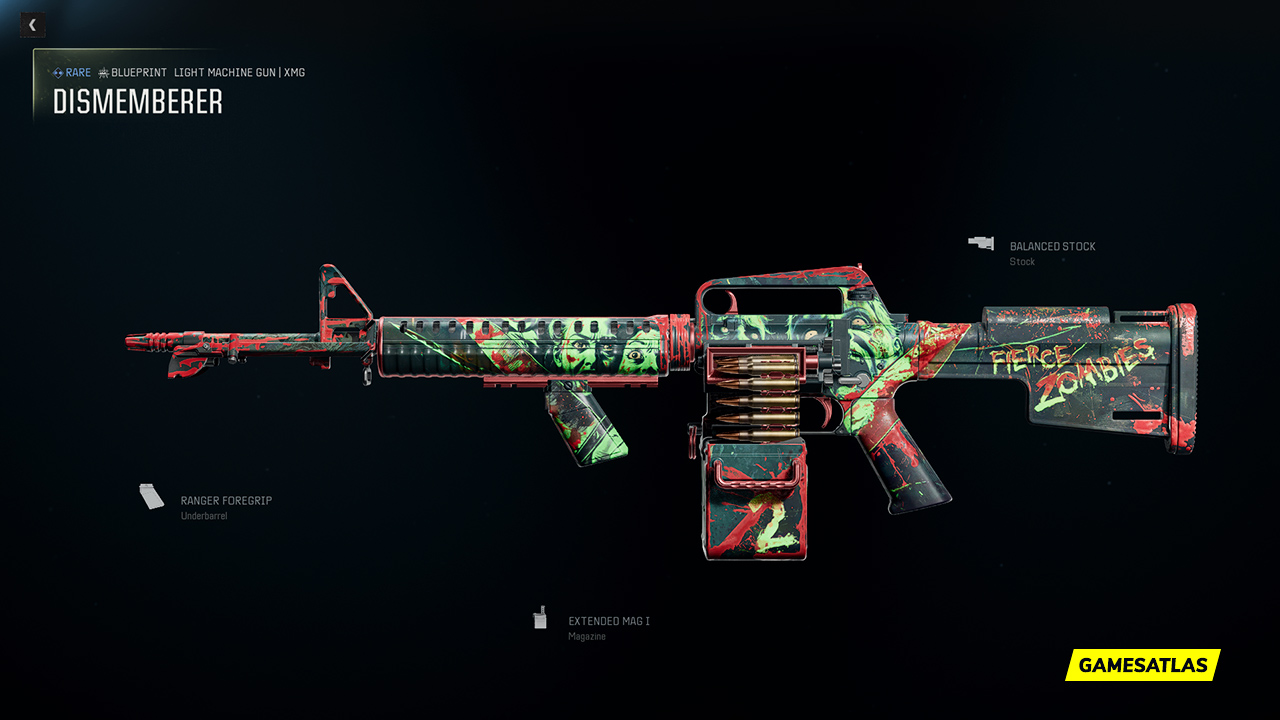 RARE BLUEPRINT LIGHT MACHINE GUN | XMG
DISMEMBERER
BALANCED STOCK
Stock
FIERCE
ZOMBIES
RANGER FOREGRIP
Underbarrel
Z
EXTENDED MAG I
Magazine
GAMESATLAS